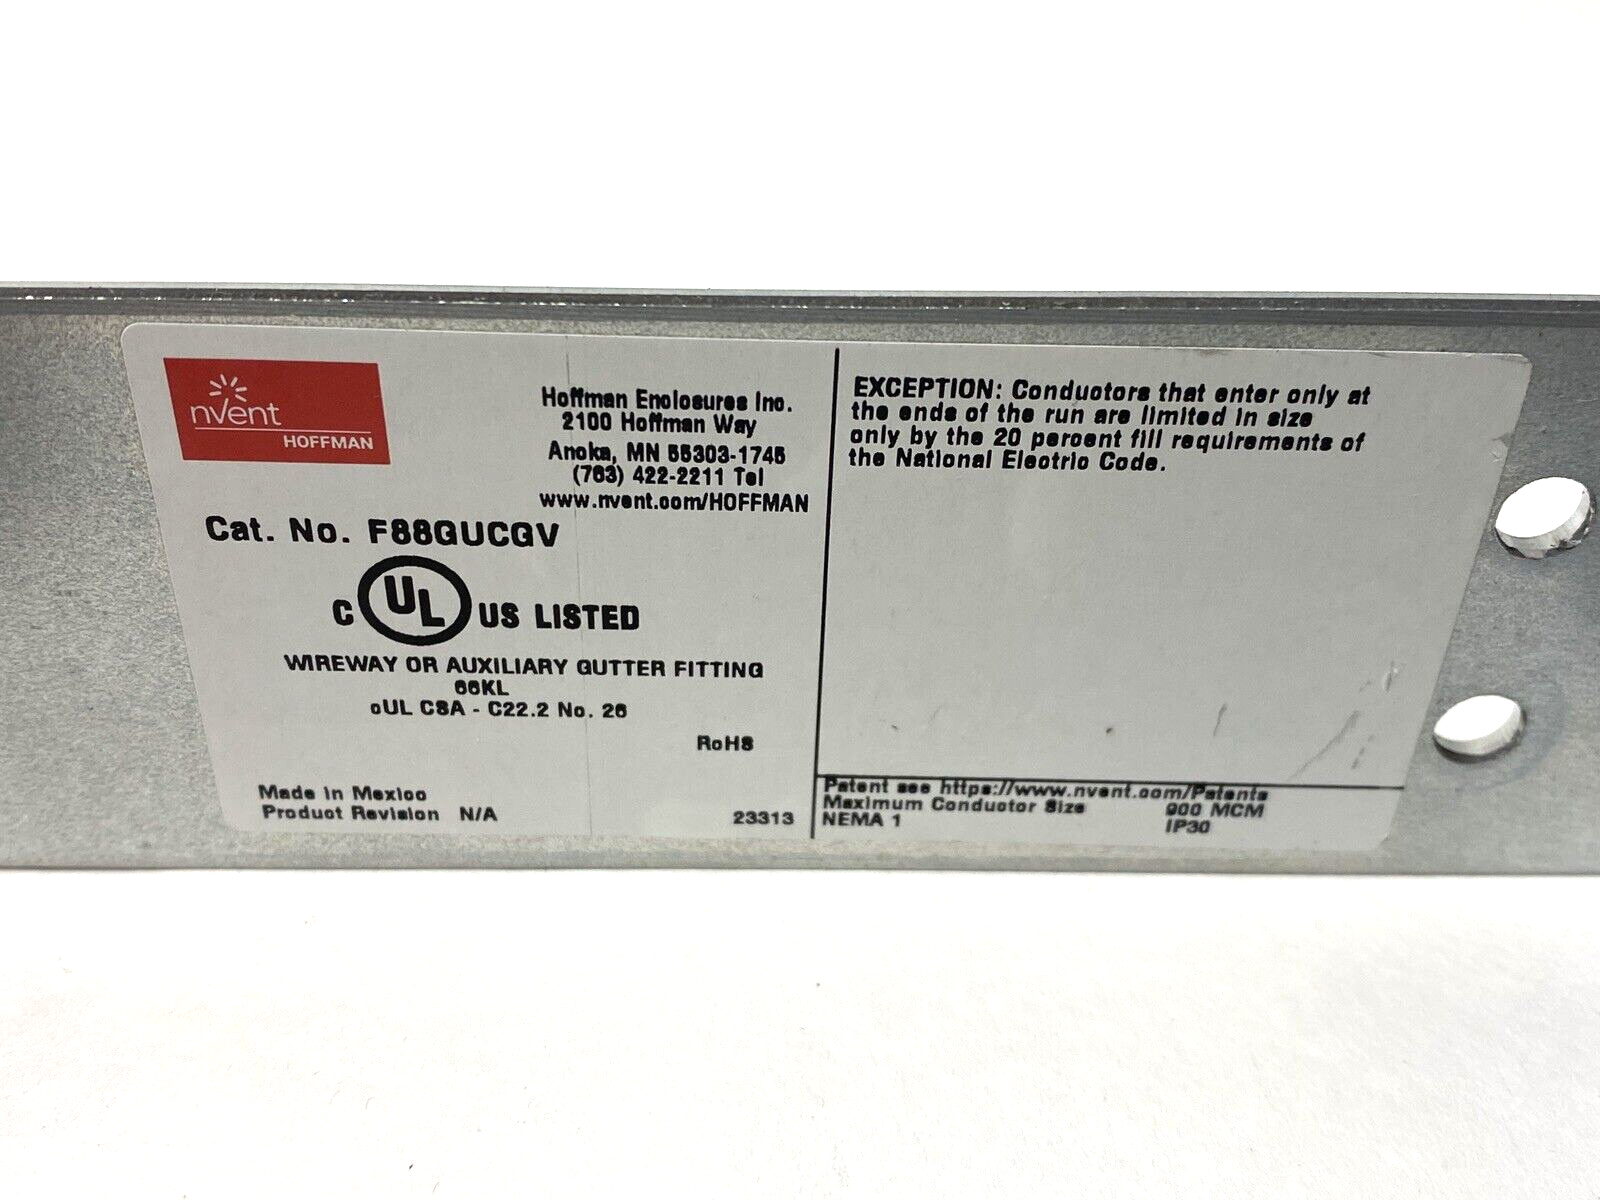 nvent
HOFFMAN
Hoffman Enclosures Inc.
2100 Hoffman Way
Anoka, MN 55303-1745
(763) 422-2211 Tel
www.nvent.com/HOFFMAN
Cat. No. F88GUCGV
C UL US LISTED
WIREWAY OR AUXILIARY GUTTER FITTING
66KL
cUL CSA - C22.2 No. 26
RoHS
Made in Mexico
Product Revision N/A
23313
EXCEPTION: Conductors that enter only at
the ends of the run are limited in size
only by the 20 percent fill requirements of
the National Electric Code.
Patent see https://www.nvent.com/Patents
Maximum Conductor Size 900 MCM
NEMA 1 IP30